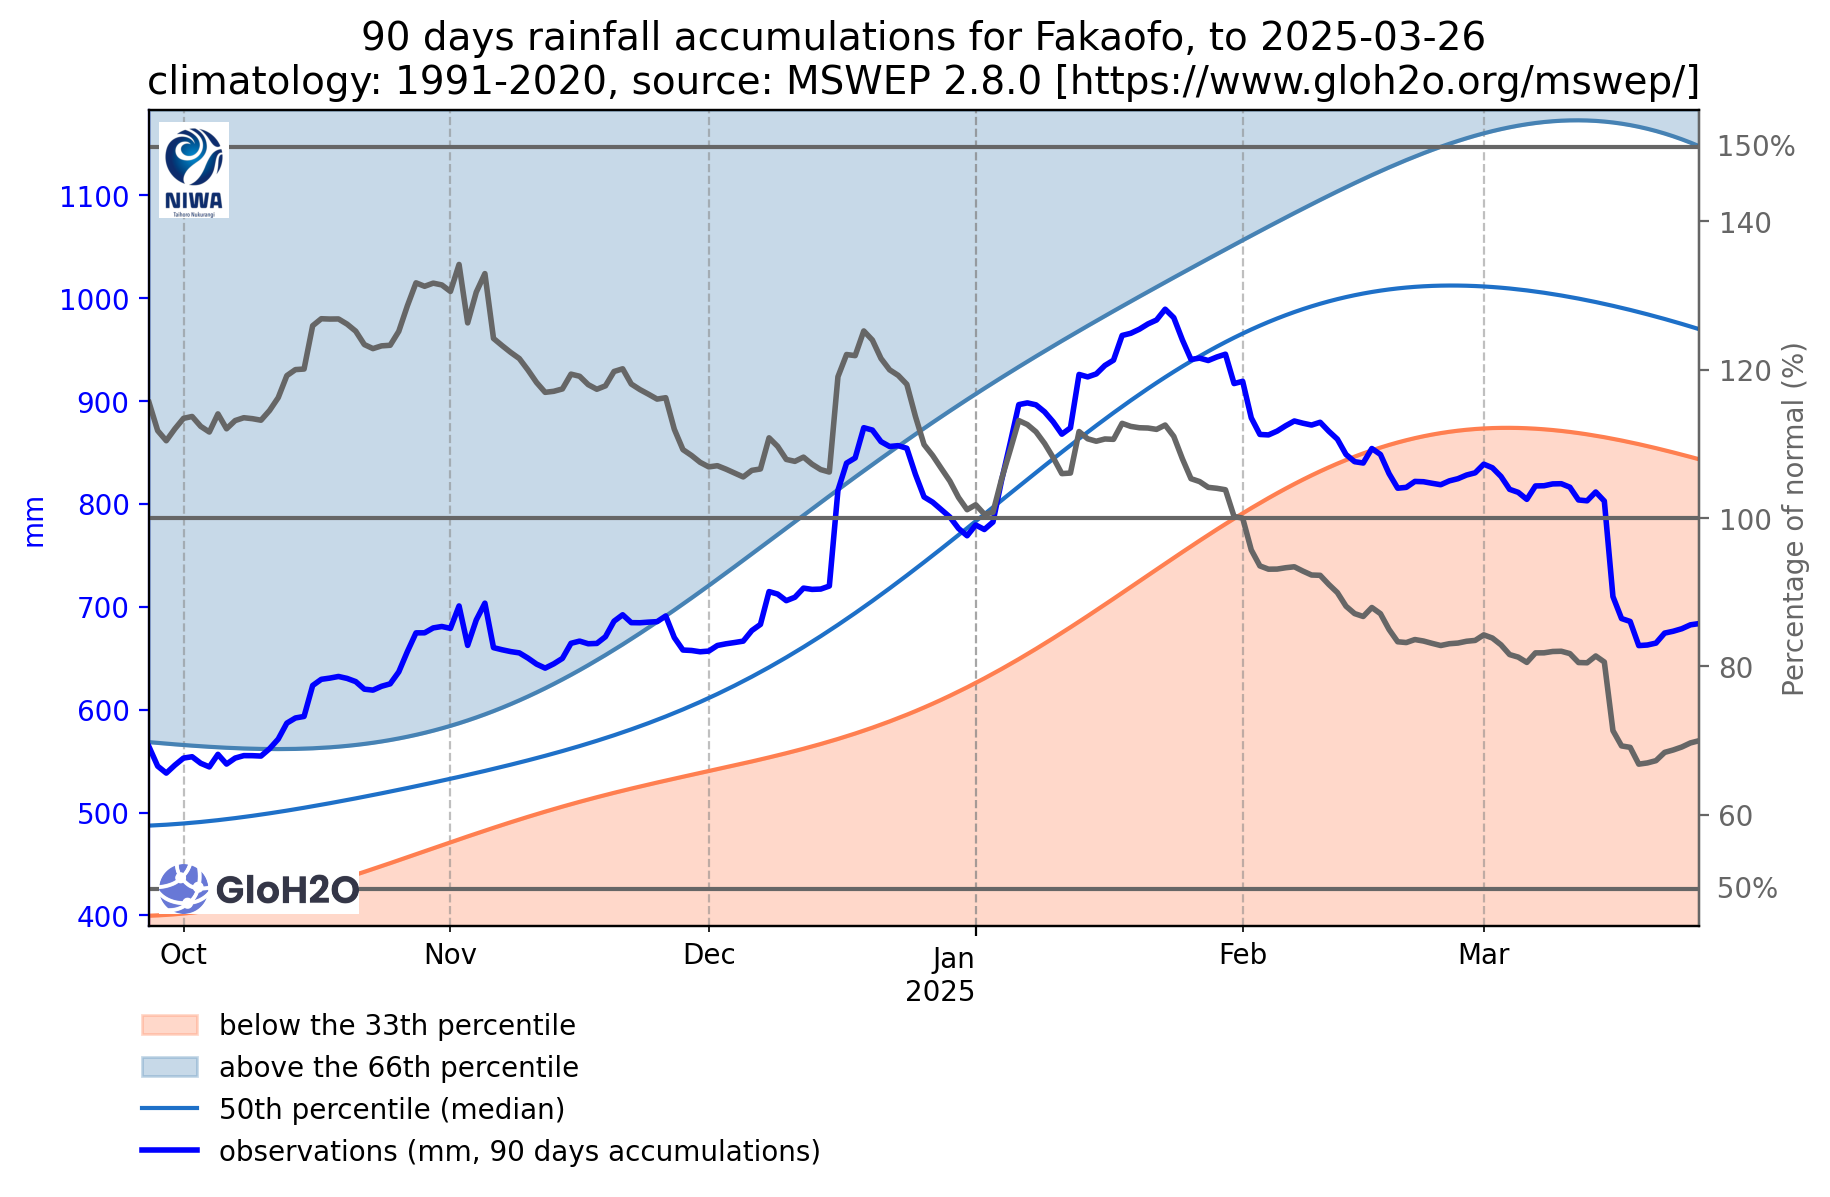 90 days rainfall accumulations for Fakaofo, to 2025-03-26
climatology: 1991-2020, source: MSWEP 2.8.0 [https://www.gloh2o.org/mswep/]
NIWA
Taihoro Nukurangi
1100
1000
900
800
700
600
500
400
mm
150%
140
120
100
80
60
50%
Percentage of normal (%)
GloH2O
Oct
Nov
Dec
Jan
2025
Feb
Mar
below the 33th percentile
above the 66th percentile
50th percentile (median)
observations (mm, 90 days accumulations)